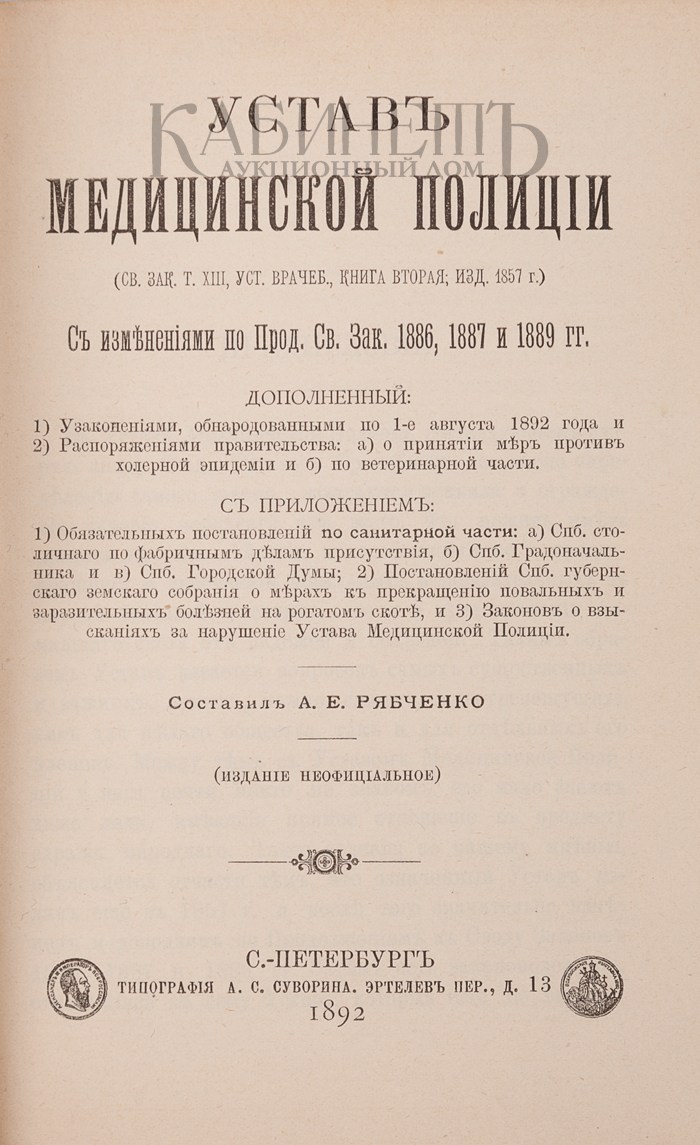 УСТАВЪ
КАБИНЕТЪ
АУКЦИОННЫЙ ДОМ
МЕДИЦИНСКОЙ ПОЛИЦІИ
(СВ. ЗАК. Т. XIII, УСТ. ВРАЧЕБ., КНИГА ВТОРАЯ; ИЗД. 1857 г.)
Съ измѣненіями по Прод. Св. Зак. 1886, 1887 и 1889 гг.
ДОПОЛНЕННЫЙ:
1) Узаконеніями, обнародованными по 1-е августа 1892 года и
2) Распоряженіями правительства: а) о принятіи мѣръ противъ
холерной эпидеміи и б) по ветеринарной части.
СЪ ПРИЛОЖЕНІЕМЪ:
1) Обязательныхъ постановленій по санитарной части: а) Спб. сто-
личнаго по фабричнымъ дѣламъ присутствія, б) Спб. Градоначаль-
ника и в) Спб. Городской Думы; 2) Постановленій Спб. губерн-
скаго земскаго собранія о мѣрахъ къ прекращенію повальныхъ и
заразительныхъ болѣзней на рогатомъ скотѣ, и 3) Законовъ о взы-
сканіяхъ за нарушеніе Устава Медицинской Полиціи.
Составилъ А. Е. РЯБЧЕНКО
(ИЗДАНІЕ НЕОФИЦІАЛЬНОЕ)
С.-ПЕТЕРБУРГЪ
ТИПОГРАФІЯ А. С. СУВОРИНА. ЭРТЕЛЕВЪ ПЕР., Д. 13
1892